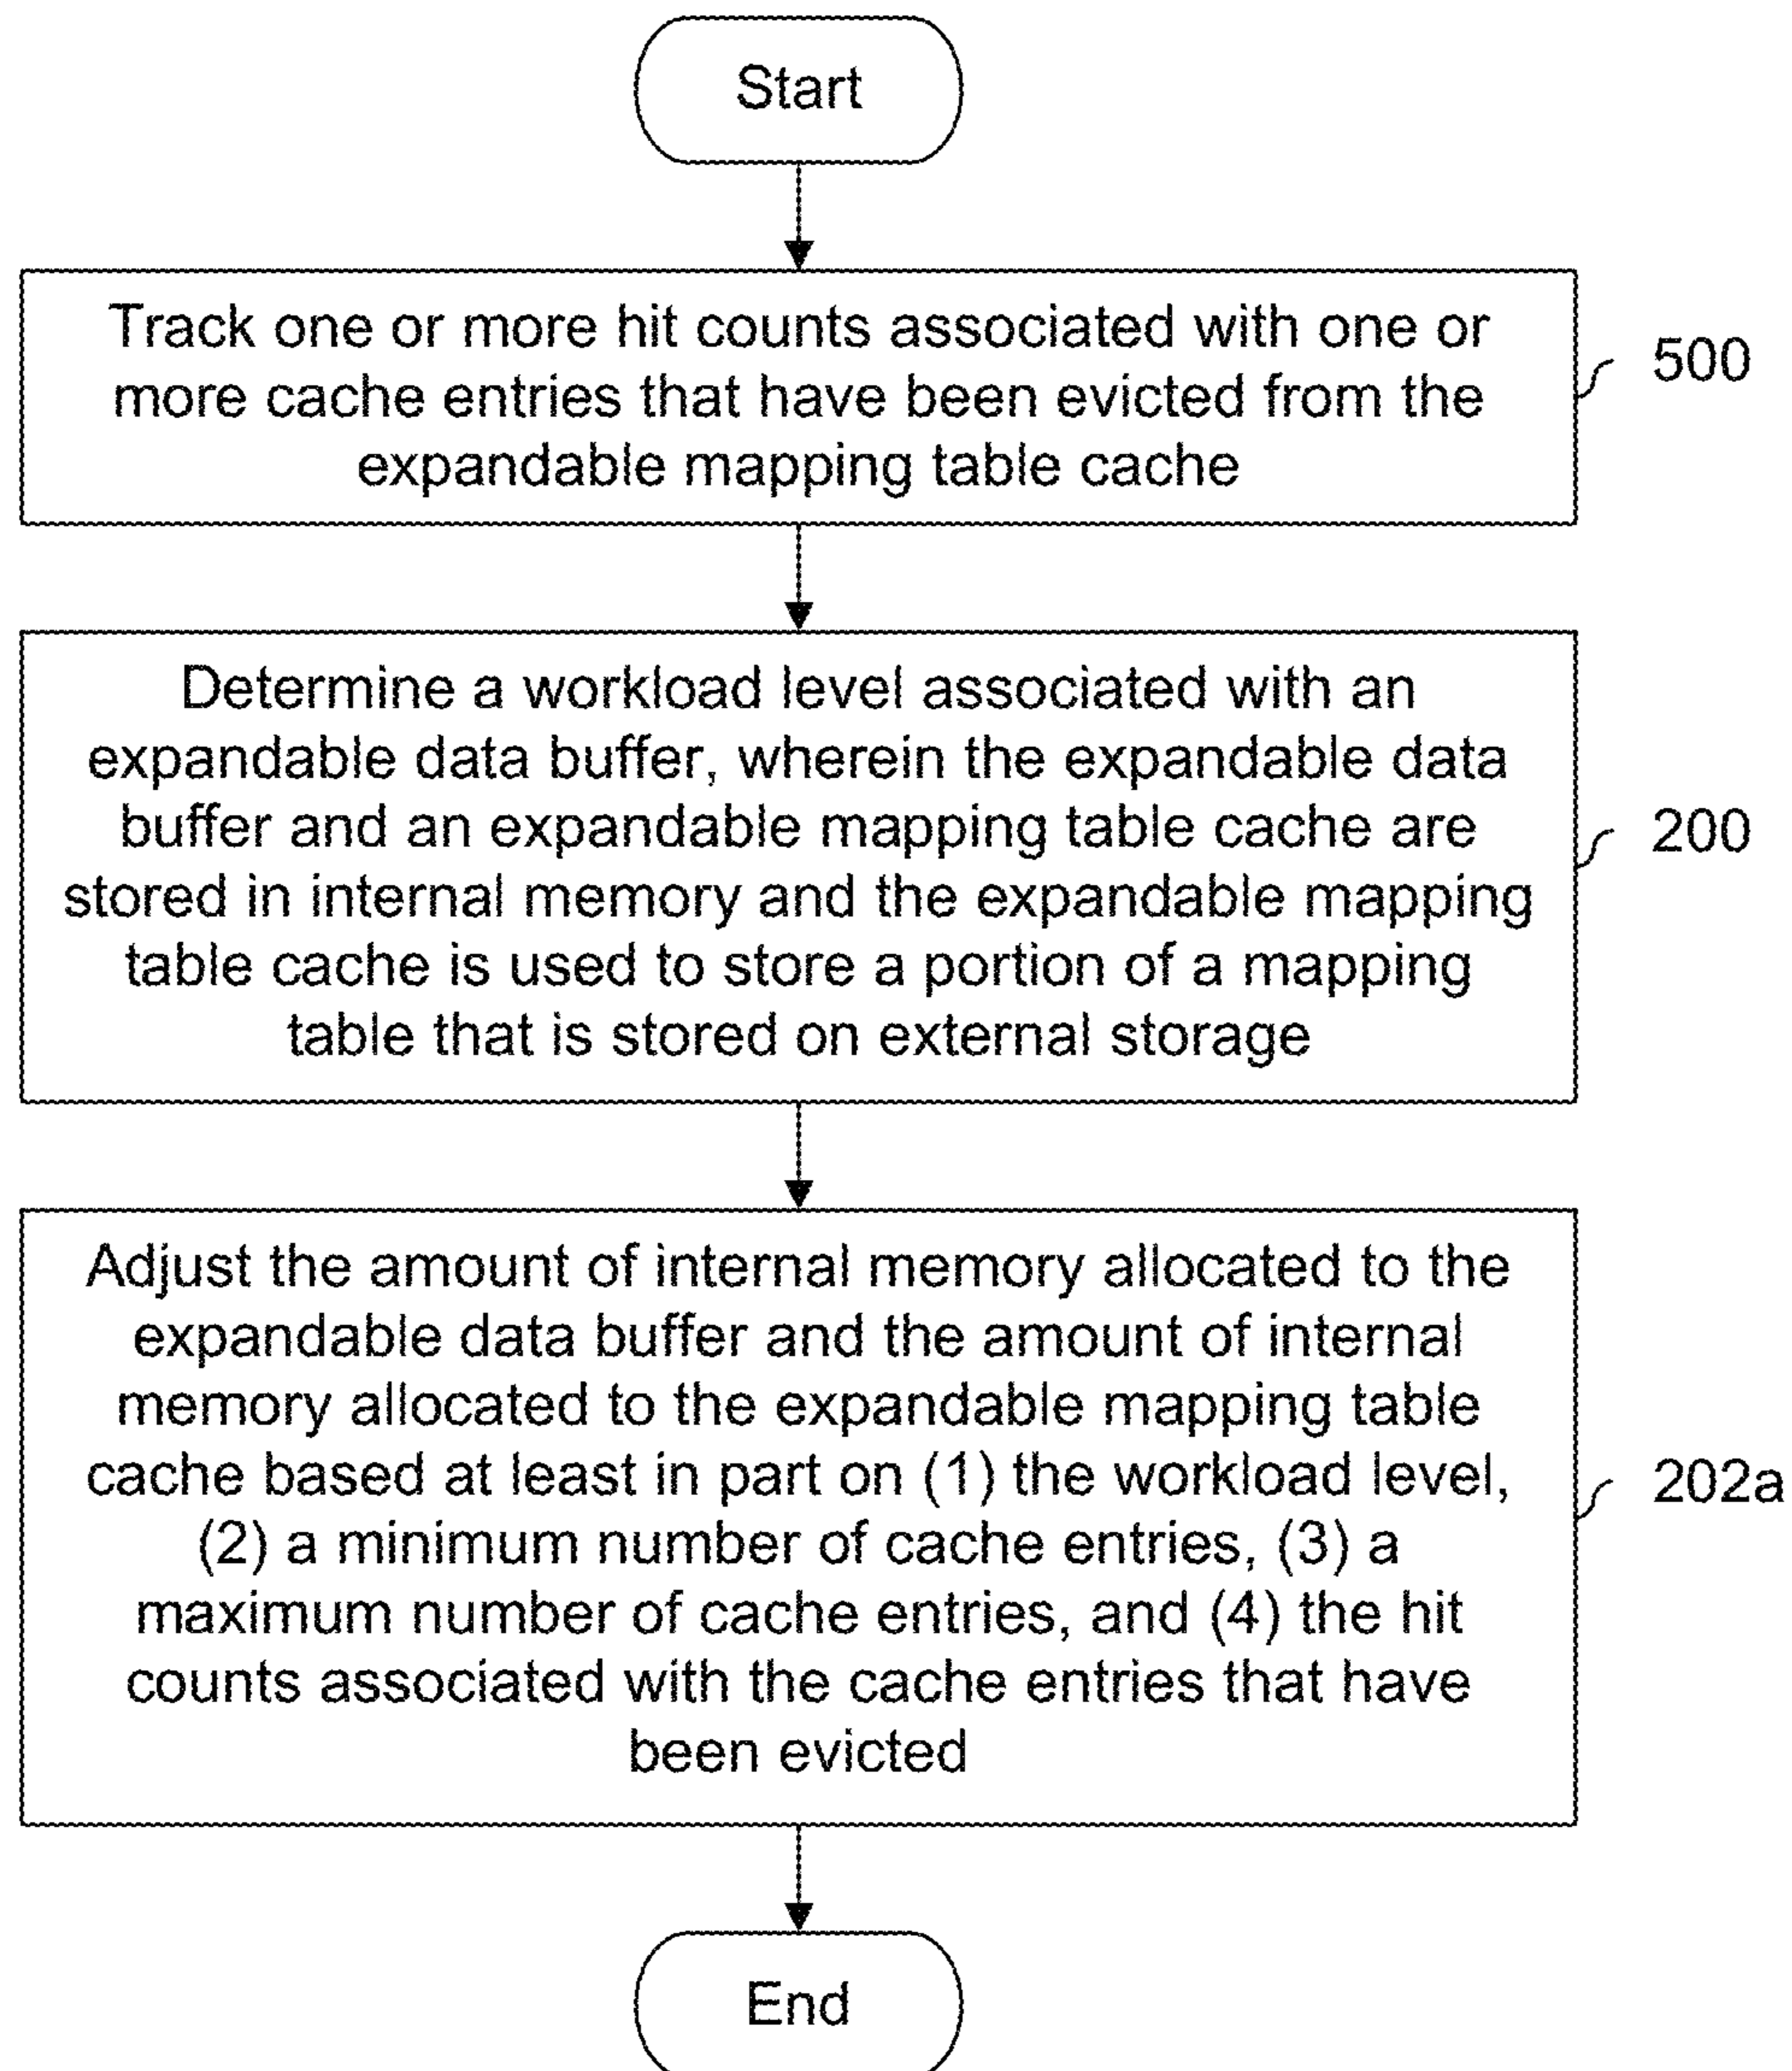 Start
Track one or more hit counts associated with one or
more cache entries that have been evicted from the
expandable mapping table cache
500
Determine a workload level associated with an
expandable data buffer, wherein the expandable data
buffer and an expandable mapping table cache are
stored in internal memory and the expandable mapping
table cache is used to store a portion of a mapping
table that is stored on external storage
200
Adjust the amount of internal memory allocated to the
expandable data buffer and the amount of internal
memory allocated to the expandable mapping table
cache based at least in part on (1) the workload level,
(2) a minimum number of cache entries, (3) a
maximum number of cache entries, and (4) the hit
counts associated with the cache entries that have
been evicted
202a
End